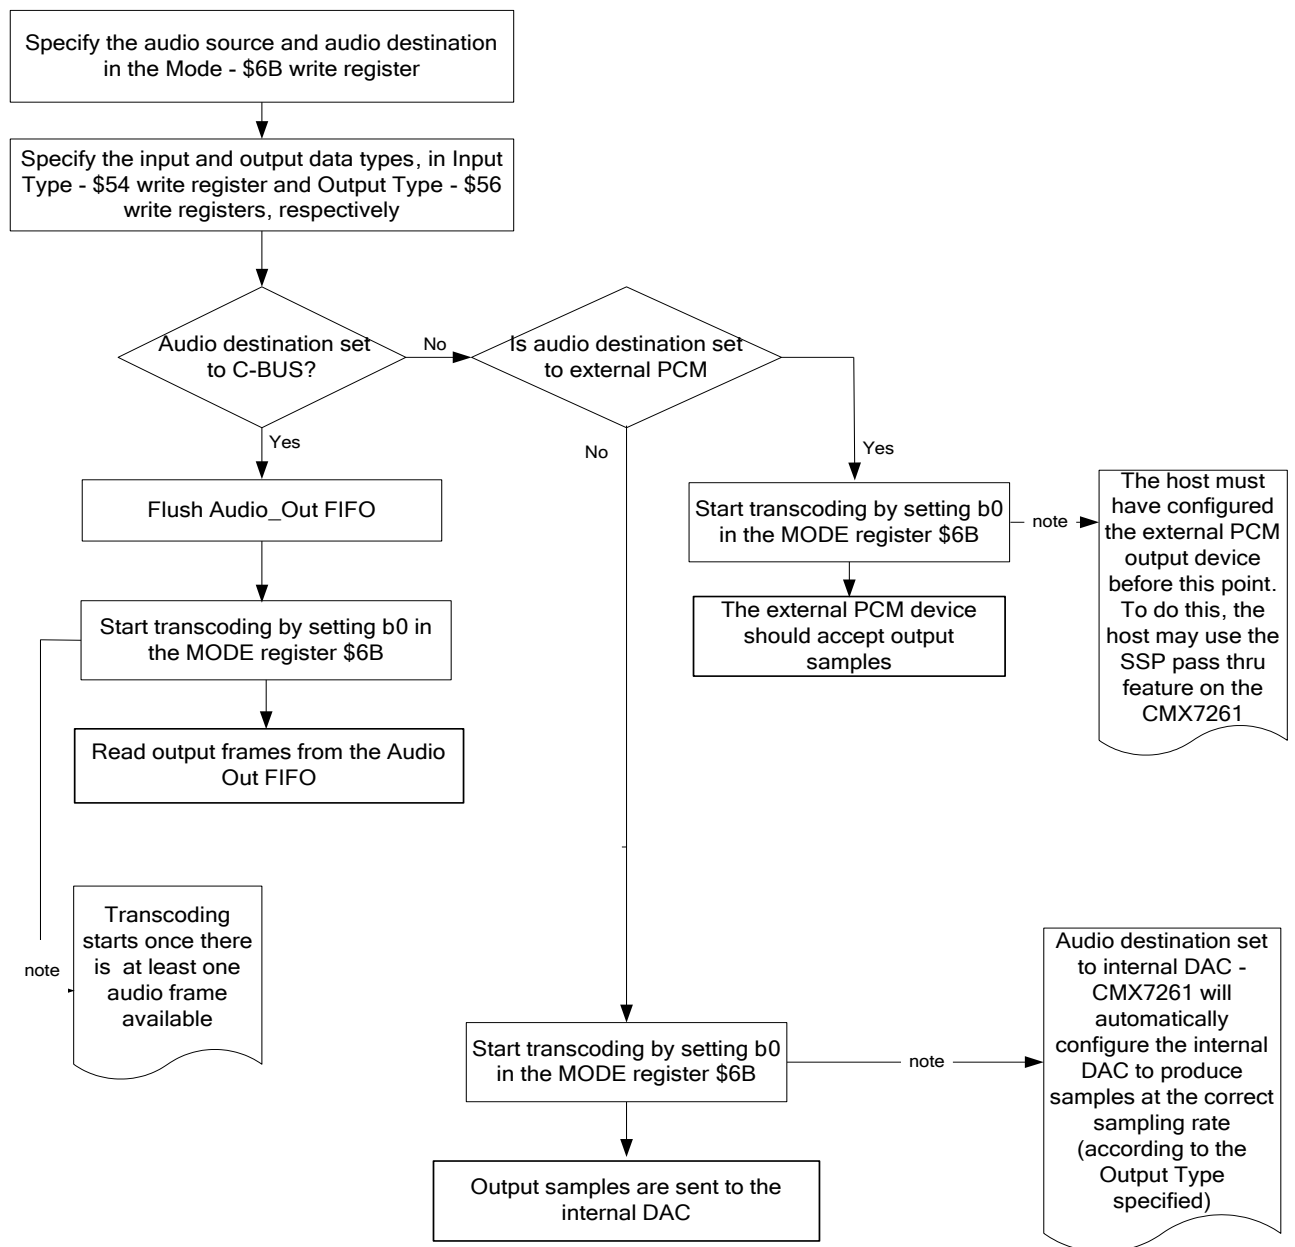 Specify the audio source and audio destination
in the Mode - $6B write register
Specify the input and output data types, in Input
Type - $54 write register and Output Type - $56
write registers, respectively
Audio destination set
to C-BUS?
No
Is audio destination set
to external PCM
Yes
No
Yes
Flush Audio_Out FIFO
Start transcoding by setting b0
in the MODE register $6B
note
The host must
have configured
the external PCM
output device
before this point.
To do this, the
host may use the
SSP pass thru
feature on the
CMX7261
Start transcoding by setting b0 in
the MODE register $6B
The external PCM device
should accept output
samples
Read output frames from the Audio
Out FIFO
note
Transcoding
starts once there
is at least one
audio frame
available
Start transcoding by setting b0
in the MODE register $6B
note
Audio destination set
to internal DAC -
CMX7261 will
automatically
configure the internal
DAC to produce
samples at the correct
sampling rate
(according to the
Output Type
specified)
Output samples are sent to the
internal DAC